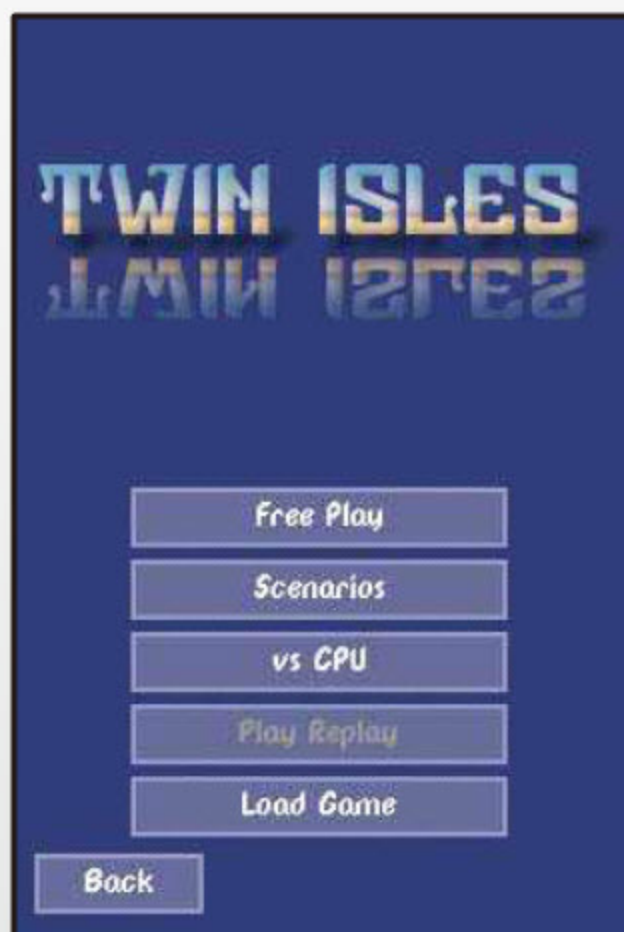 TWIN ISLES
Free Play
Scenarios
vs CPU
Play Replay
Load Game
Back